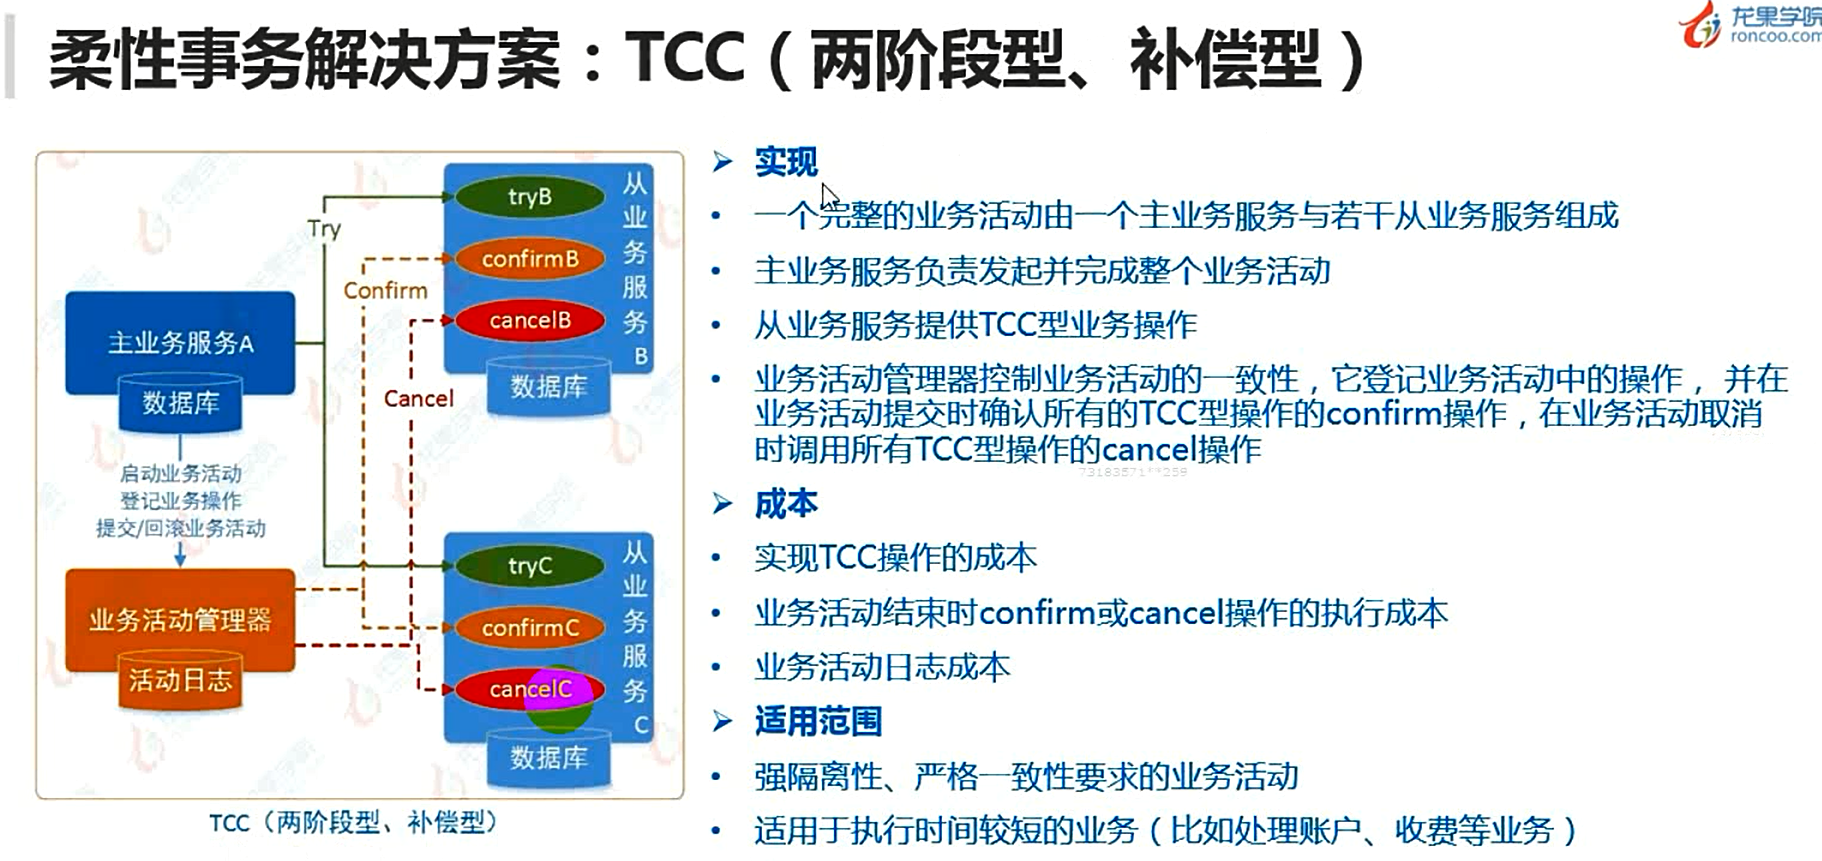 柔性事务解决方案：TCC（两阶段型、补偿型）
龙果学院
roncoo.com
Try
Confirm
Cancel
主业务服务A
数据库
启动业务活动
登记业务操作
提交/回滚业务活动
业务活动管理器
活动日志
tryB
confirmB
cancelB
从业务服务B
数据库
tryC
confirmC
cancelC
从业务服务C
数据库
TCC（两阶段型、补偿型）
➢ 实现
• 一个完整的业务活动由一个主业务服务与若干从业务服务组成
• 主业务服务负责发起并完成整个业务活动
• 从业务服务提供TCC型业务操作
• 业务活动管理器控制业务活动的一致性，它登记业务活动中的操作， 并在
业务活动提交时确认所有的TCC型操作的confirm操作，在业务活动取消
时调用所有TCC型操作的cancel操作
➢ 成本
• 实现TCC操作的成本
• 业务活动结束时confirm或cancel操作的执行成本
• 业务活动日志成本
➢ 适用范围
• 强隔离性、严格一致性要求的业务活动
• 适用于执行时间较短的业务（比如处理账户、收费等业务）